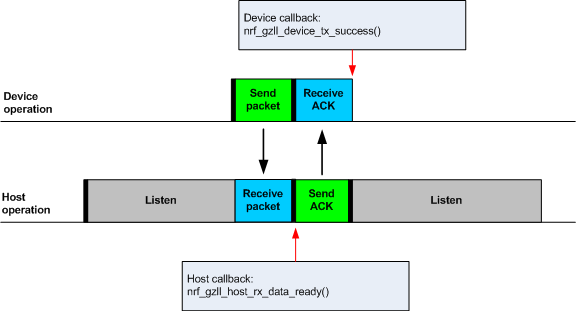 Device callback:
nrf_gzll_device_tx_success()
Device
operation
Send
packet
Receive
ACK
Host
operation
Listen
Receive
packet
Send
ACK
Listen
Host callback:
nrf_gzll_host_rx_data_ready()